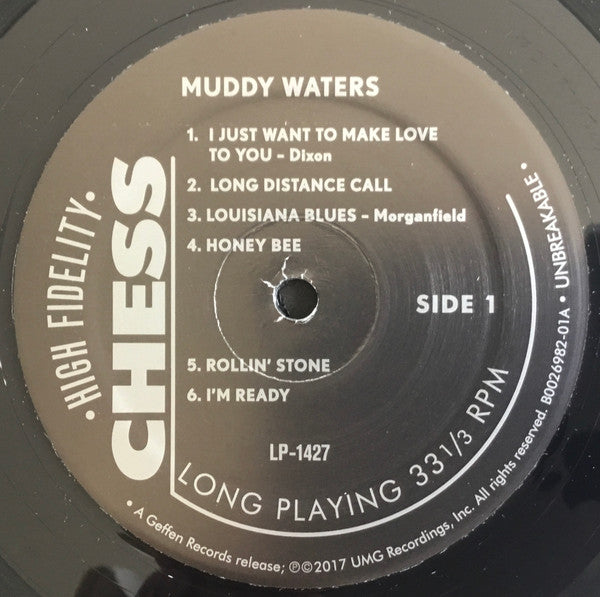 MUDDY WATERS
1. I JUST WANT TO MAKE LOVE
TO YOU – Dixon
2. LONG DISTANCE CALL
3. LOUISIANA BLUES – Morganfield
4. HONEY BEE
SIDE 1
5. ROLLIN' STONE
6. I'M READY
LP-1427
• HIGH FIDELITY •
CHESS
LONG PLAYING 33 1/3 RPM
• A Geffen Records release; ℗©2017 UMG Recordings, Inc. All rights reserved. B0026982-01A • UNBREAKABLE •